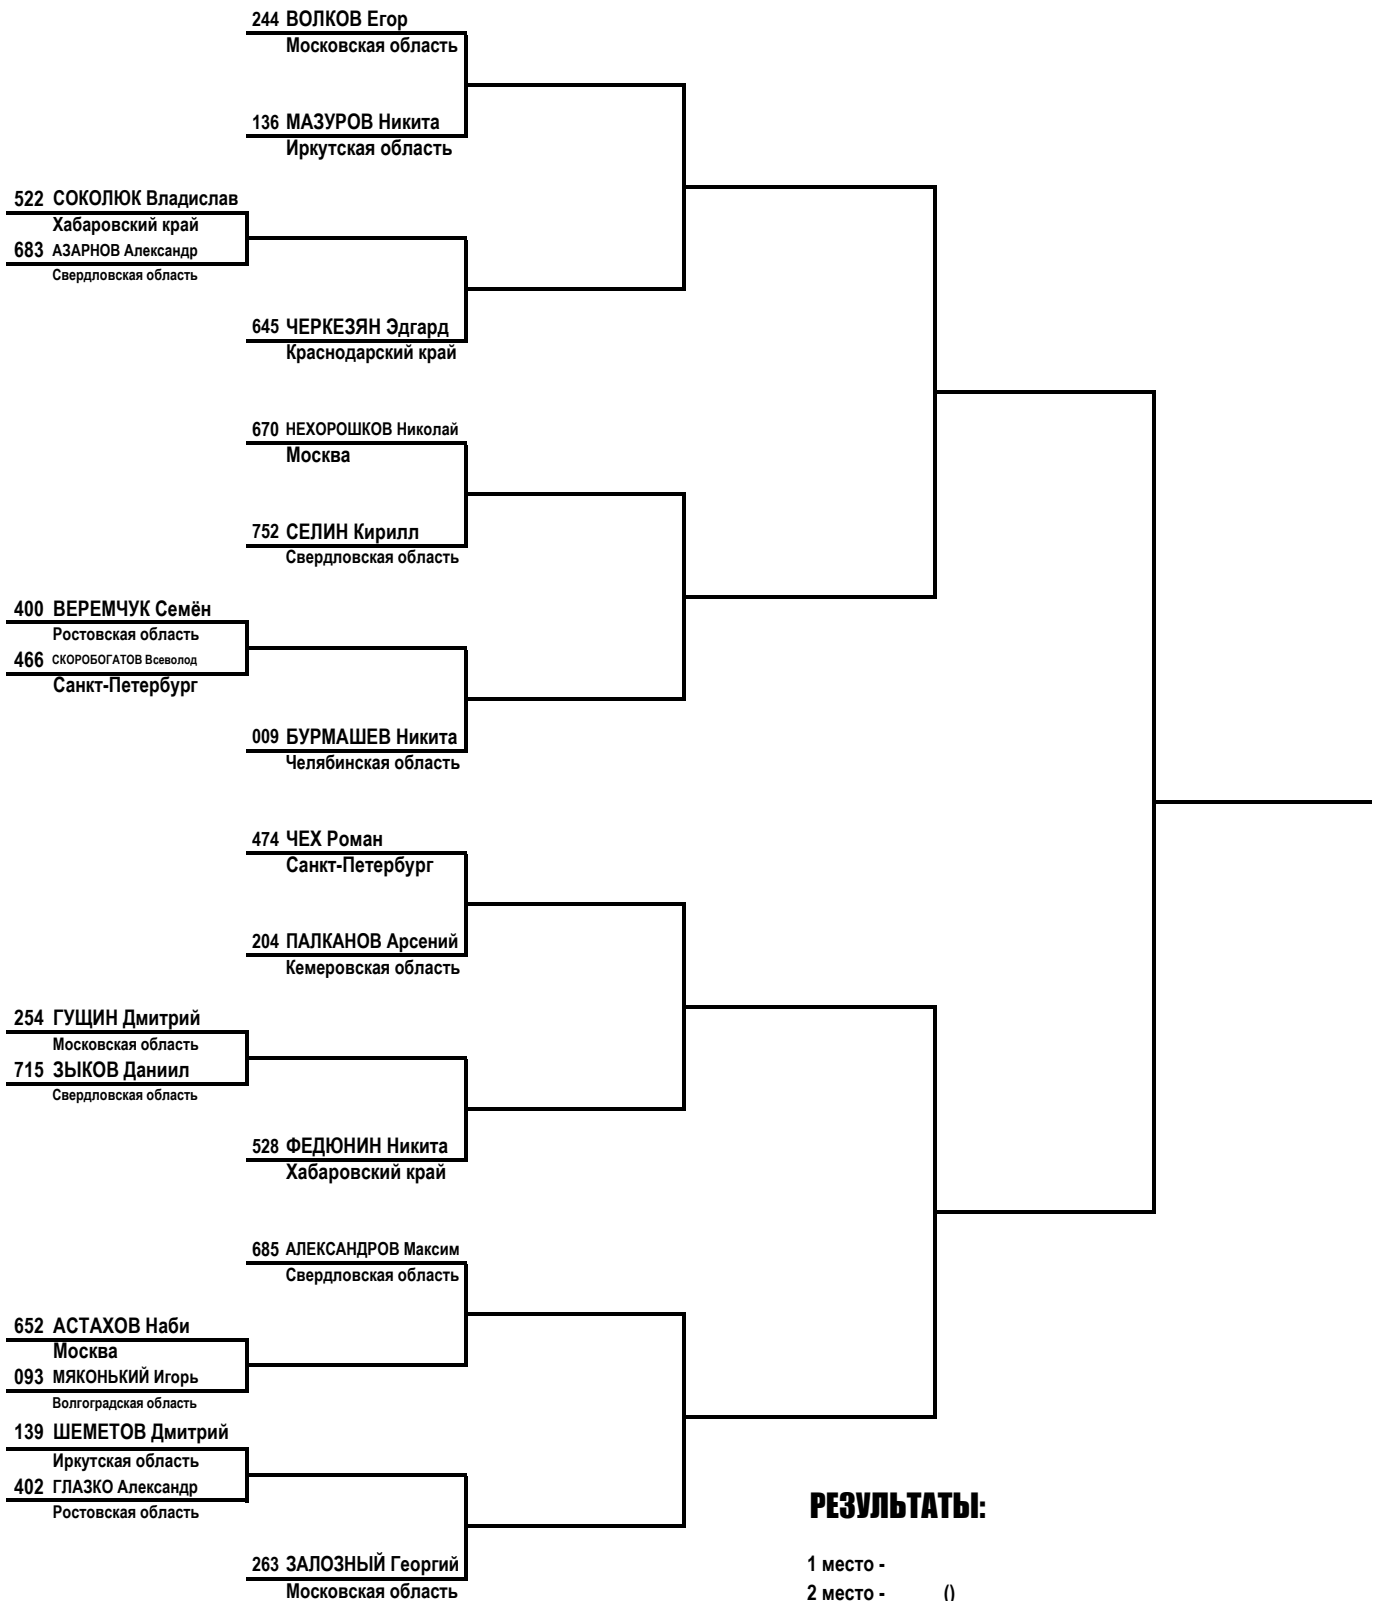 244 ВОЛКОВ Егор
Московская область
136 МАЗУРОВ Никита
Иркутская область
522 СОКОЛЮК Владислав
Хабаровский край
683 АЗАРНОВ Александр
Свердловская область
645 ЧЕРКЕЗЯН Эдгард
Краснодарский край
670 НЕХОРОШКОВ Николай
Москва
752 СЕЛИН Кирилл
Свердловская область
400 ВЕРЕМЧУК Семён
Ростовская область
466 СКОРОБОГАТОВ Всеволод
Санкт-Петербург
009 БУРМАШЕВ Никита
Челябинская область
474 ЧЕХ Роман
Санкт-Петербург
204 ПАЛКАНОВ Арсений
Кемеровская область
254 ГУЩИН Дмитрий
Московская область
715 ЗЫКОВ Даниил
Свердловская область
528 ФЕДЮНИН Никита
Хабаровский край
685 АЛЕКСАНДРОВ Максим
Свердловская область
652 АСТАХОВ Наби
Москва
093 МЯКОНЬКИЙ Игорь
Волгоградская область
139 ШЕМЕТОВ Дмитрий
Иркутская область
402 ГЛАЗКО Александр
Ростовская область
263 ЗАЛОЗНЫЙ Георгий
Московская область
РЕЗУЛЬТАТЫ:
1 место -
2 место - ()